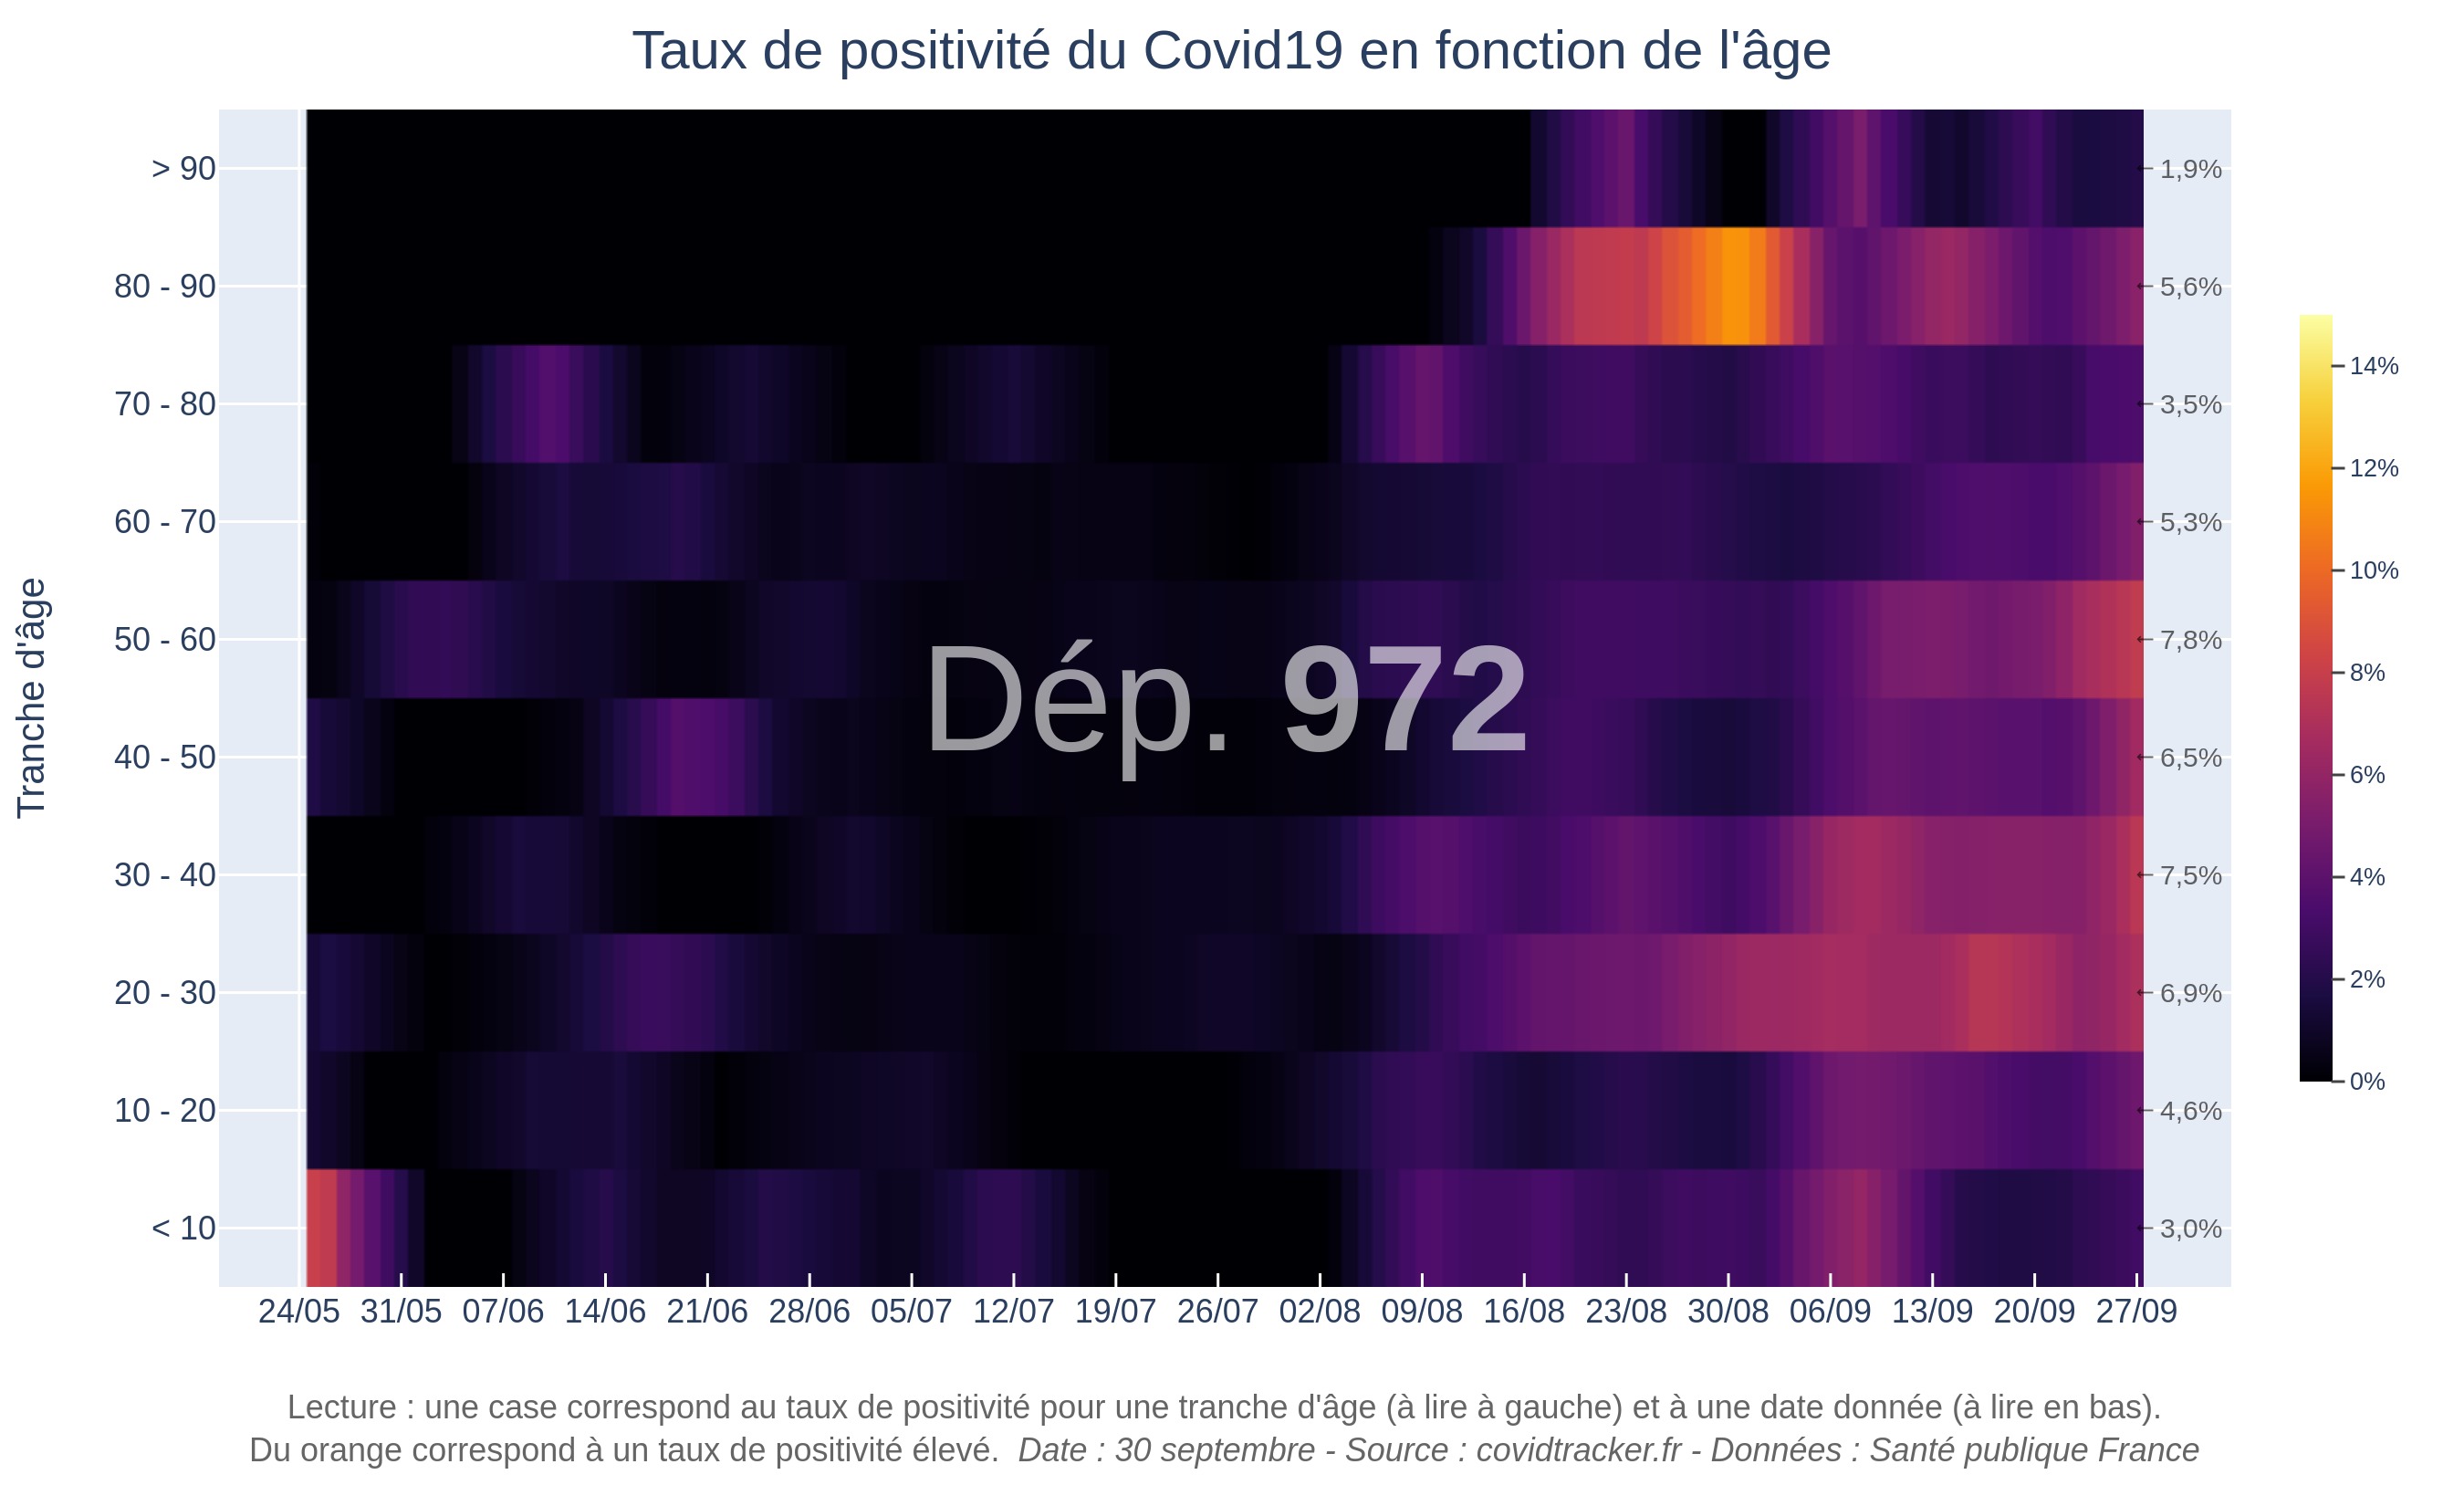 Taux de positivité du Covid19 en fonction de l'âge
Tranche d'âge
> 90
80 - 90
70 - 80
60 - 70
50 - 60
40 - 50
30 - 40
20 - 30
10 - 20
< 10
Dép. 972
1,9%
5,6%
3,5%
5,3%
7,8%
6,5%
7,5%
6,9%
4,6%
3,0%
14%
12%
10%
8%
6%
4%
2%
0%
24/05 31/05 07/06 14/06 21/06 28/06 05/07 12/07 19/07 26/07 02/08 09/08 16/08 23/08 30/08 06/09 13/09 20/09 27/09
Lecture : une case correspond au taux de positivité pour une tranche d'âge (à lire à gauche) et à une date donnée (à lire en bas).
Du orange correspond à un taux de positivité élevé. Date : 30 septembre - Source : covidtracker.fr - Données : Santé publique France